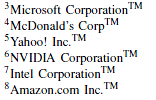 ³Microsoft Corporation™
⁴McDonald's Corp™
⁵Yahoo! Inc.™
⁶NVIDIA Corporation™
⁷Intel Corporation™
⁸Amazon.com Inc.™